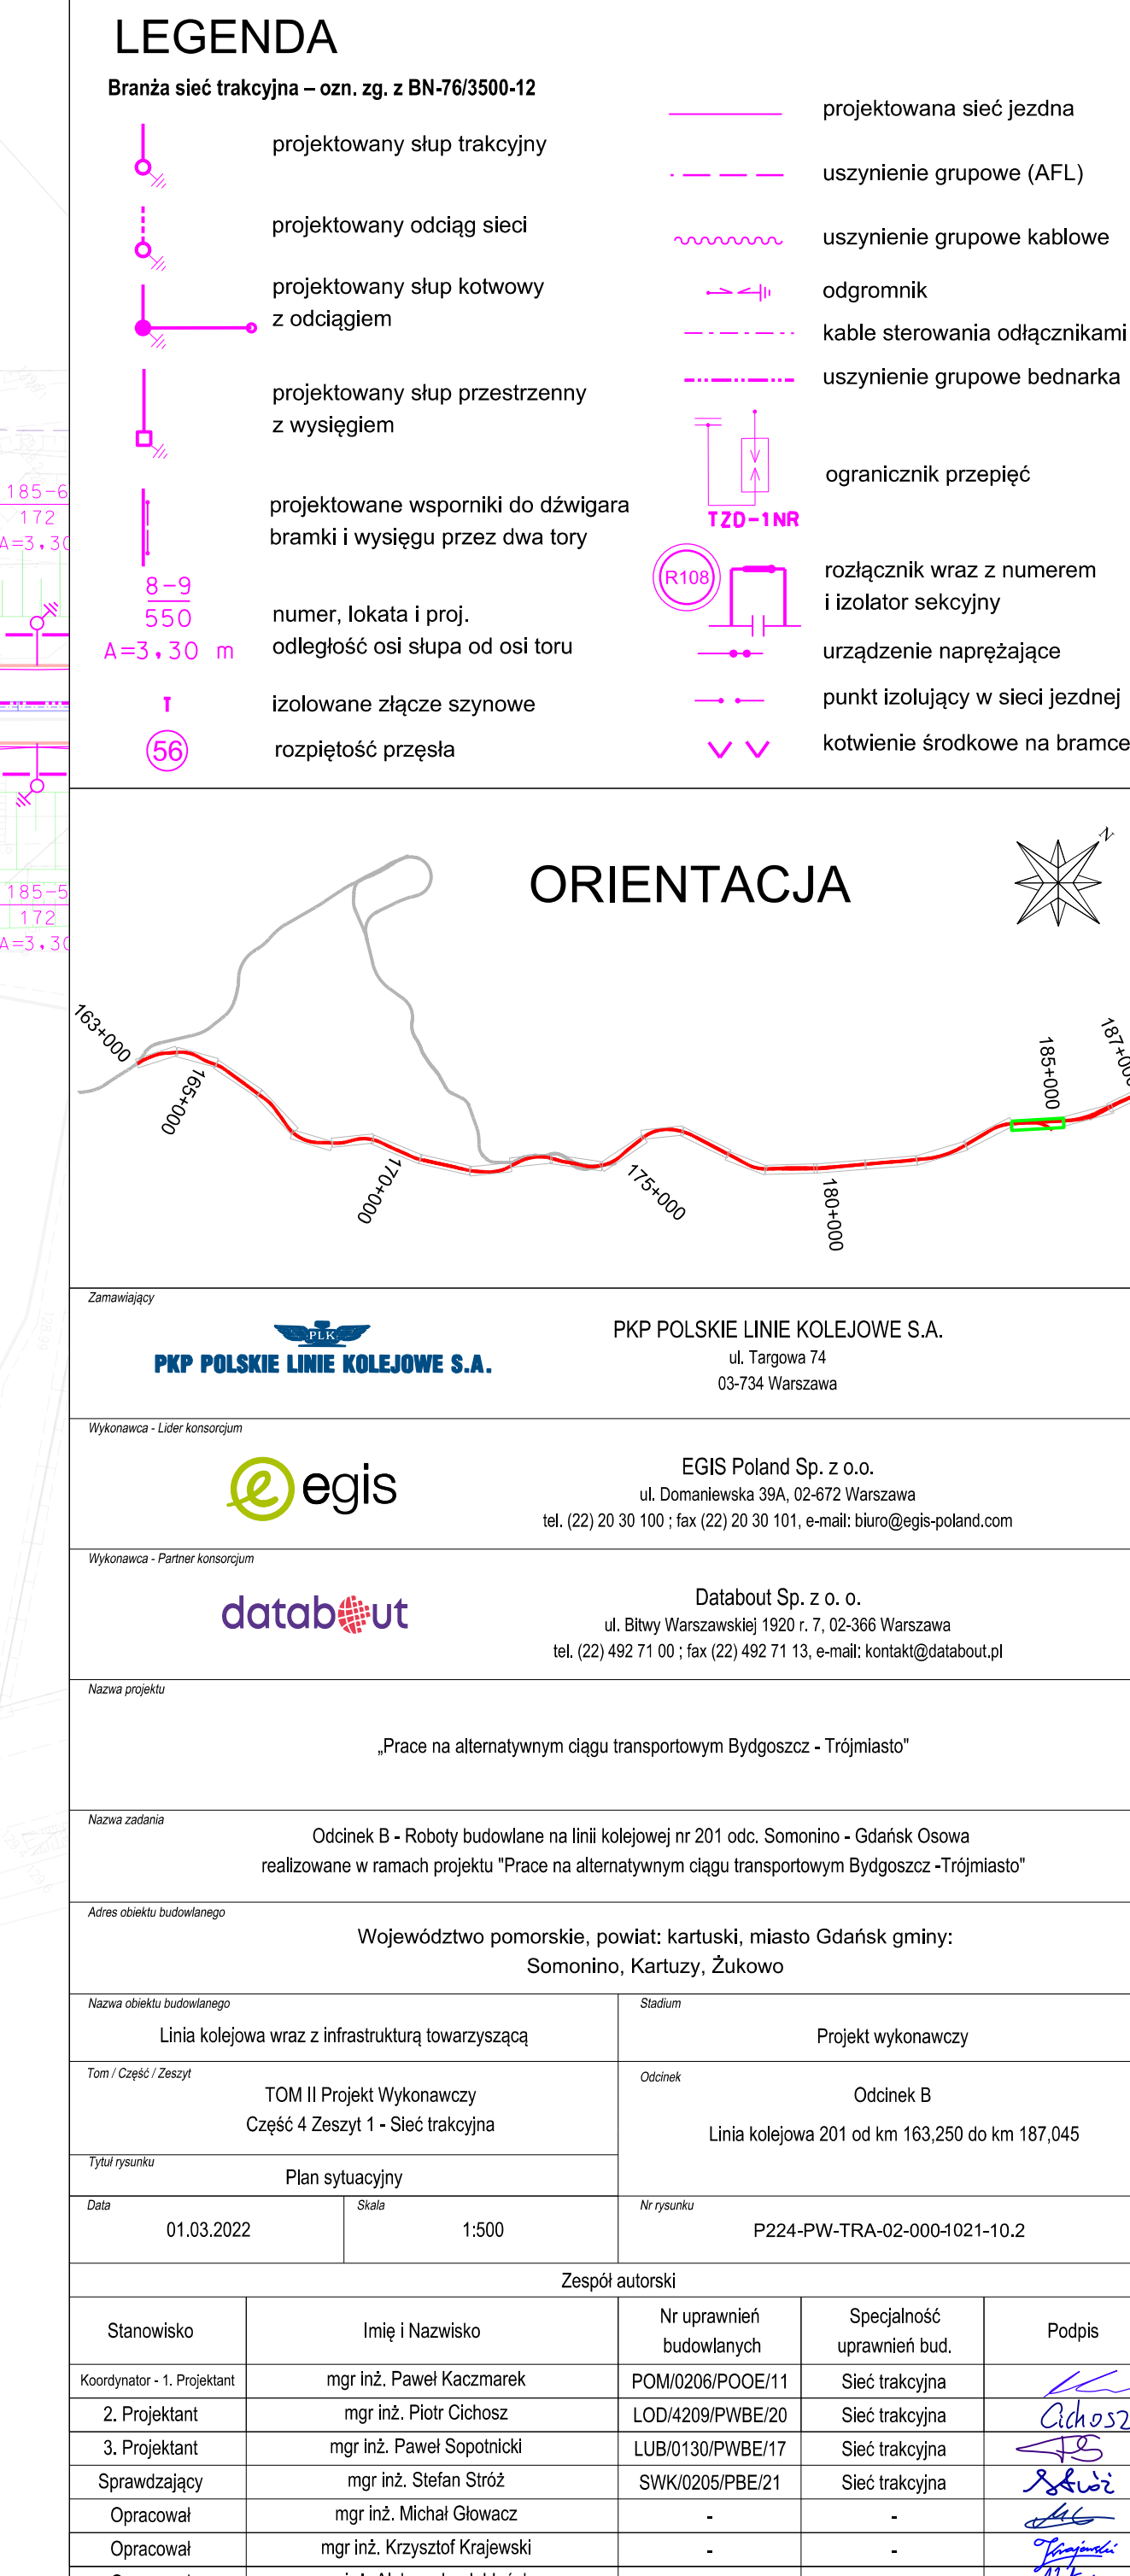 LEGENDA
Branża sieć trakcyjna – ozn. zg. z BN-76/3500-12
projektowany słup trakcyjny
projektowany odciąg sieci
projektowany słup kotwowy
z odciągiem
projektowany słup przestrzenny
z wysięgiem
projektowane wsporniki do dźwigara
bramki i wysięgu przez dwa tory
8-9
550
A=3,30 m
numer, lokata i proj.
odległość osi słupa od osi toru
izolowane złącze szynowe
56
rozpiętość przęsła
projektowana sieć jezdna
uszynienie grupowe (AFL)
uszynienie grupowe kablowe
odgromnik
kable sterowania odłącznikami
uszynienie grupowe bednarka
ogranicznik przepięć
TZD-1NR
R108
rozłącznik wraz z numerem
i izolator sekcyjny
urządzenie naprężające
punkt izolujący w sieci jezdnej
kotwienie środkowe na bramce
185-6
172
A=3,30
185-5
172
A=3,30
ORIENTACJA
N
163+000
165+000
170+000
175+000
180+000
185+000
187+000
Zamawiający
PLK
PKP POLSKIE LINIE KOLEJOWE S.A.
PKP POLSKIE LINIE KOLEJOWE S.A.
ul. Targowa 74
03-734 Warszawa
Wykonawca - Lider konsorcjum
egis
EGIS Poland Sp. z o.o.
ul. Domaniewska 39A, 02-672 Warszawa
tel. (22) 20 30 100 ; fax (22) 20 30 101, e-mail: biuro@egis-poland.com
Wykonawca - Partner konsorcjum
databout
Databout Sp. z o. o.
ul. Bitwy Warszawskiej 1920 r. 7, 02-366 Warszawa
tel. (22) 492 71 00 ; fax (22) 492 71 13, e-mail: kontakt@databout.pl
Nazwa projektu
„Prace na alternatywnym ciągu transportowym Bydgoszcz - Trójmiasto"
Nazwa zadania
Odcinek B - Roboty budowlane na linii kolejowej nr 201 odc. Somonino - Gdańsk Osowa
realizowane w ramach projektu "Prace na alternatywnym ciągu transportowym Bydgoszcz -Trójmiasto"
Adres obiektu budowlanego
Województwo pomorskie, powiat: kartuski, miasto Gdańsk gminy:
Somonino, Kartuzy, Żukowo
Nazwa obiektu budowlanego
Linia kolejowa wraz z infrastrukturą towarzyszącą
Stadium
Projekt wykonawczy
Tom / Część / Zeszyt
TOM II Projekt Wykonawczy
Część 4 Zeszyt 1 - Sieć trakcyjna
Odcinek
Odcinek B
Linia kolejowa 201 od km 163,250 do km 187,045
Tytuł rysunku
Plan sytuacyjny
Data
01.03.2022
Skala
1:500
Nr rysunku
P224-PW-TRA-02-000-1021-10.2
Zespół autorski
Stanowisko Imię i Nazwisko Nr uprawnień budowlanych Specjalność uprawnień bud. Podpis
Koordynator - 1. Projektant mgr inż. Paweł Kaczmarek POM/0206/POOE/11 Sieć trakcyjna
2. Projektant mgr inż. Piotr Cichosz LOD/4209/PWBE/20 Sieć trakcyjna Cichosz
3. Projektant mgr inż. Paweł Sopotnicki LUB/0130/PWBE/17 Sieć trakcyjna
Sprawdzający mgr inż. Stefan Stróż SWK/0205/PBE/21 Sieć trakcyjna Stróż
Opracował mgr inż. Michał Głowacz - -
Opracował mgr inż. Krzysztof Krajewski - - Krajewski